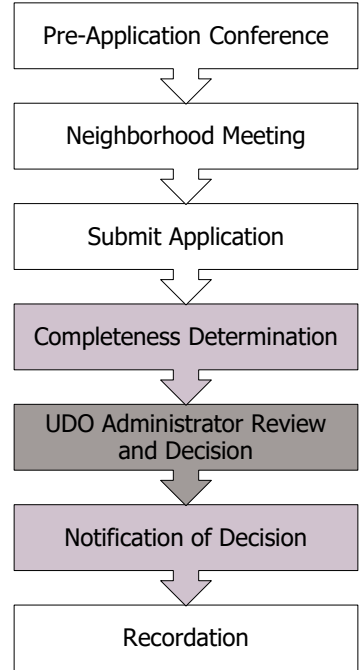 Pre-Application Conference
Neighborhood Meeting
Submit Application
Completeness Determination
UDO Administrator Review
and Decision
Notification of Decision
Recordation